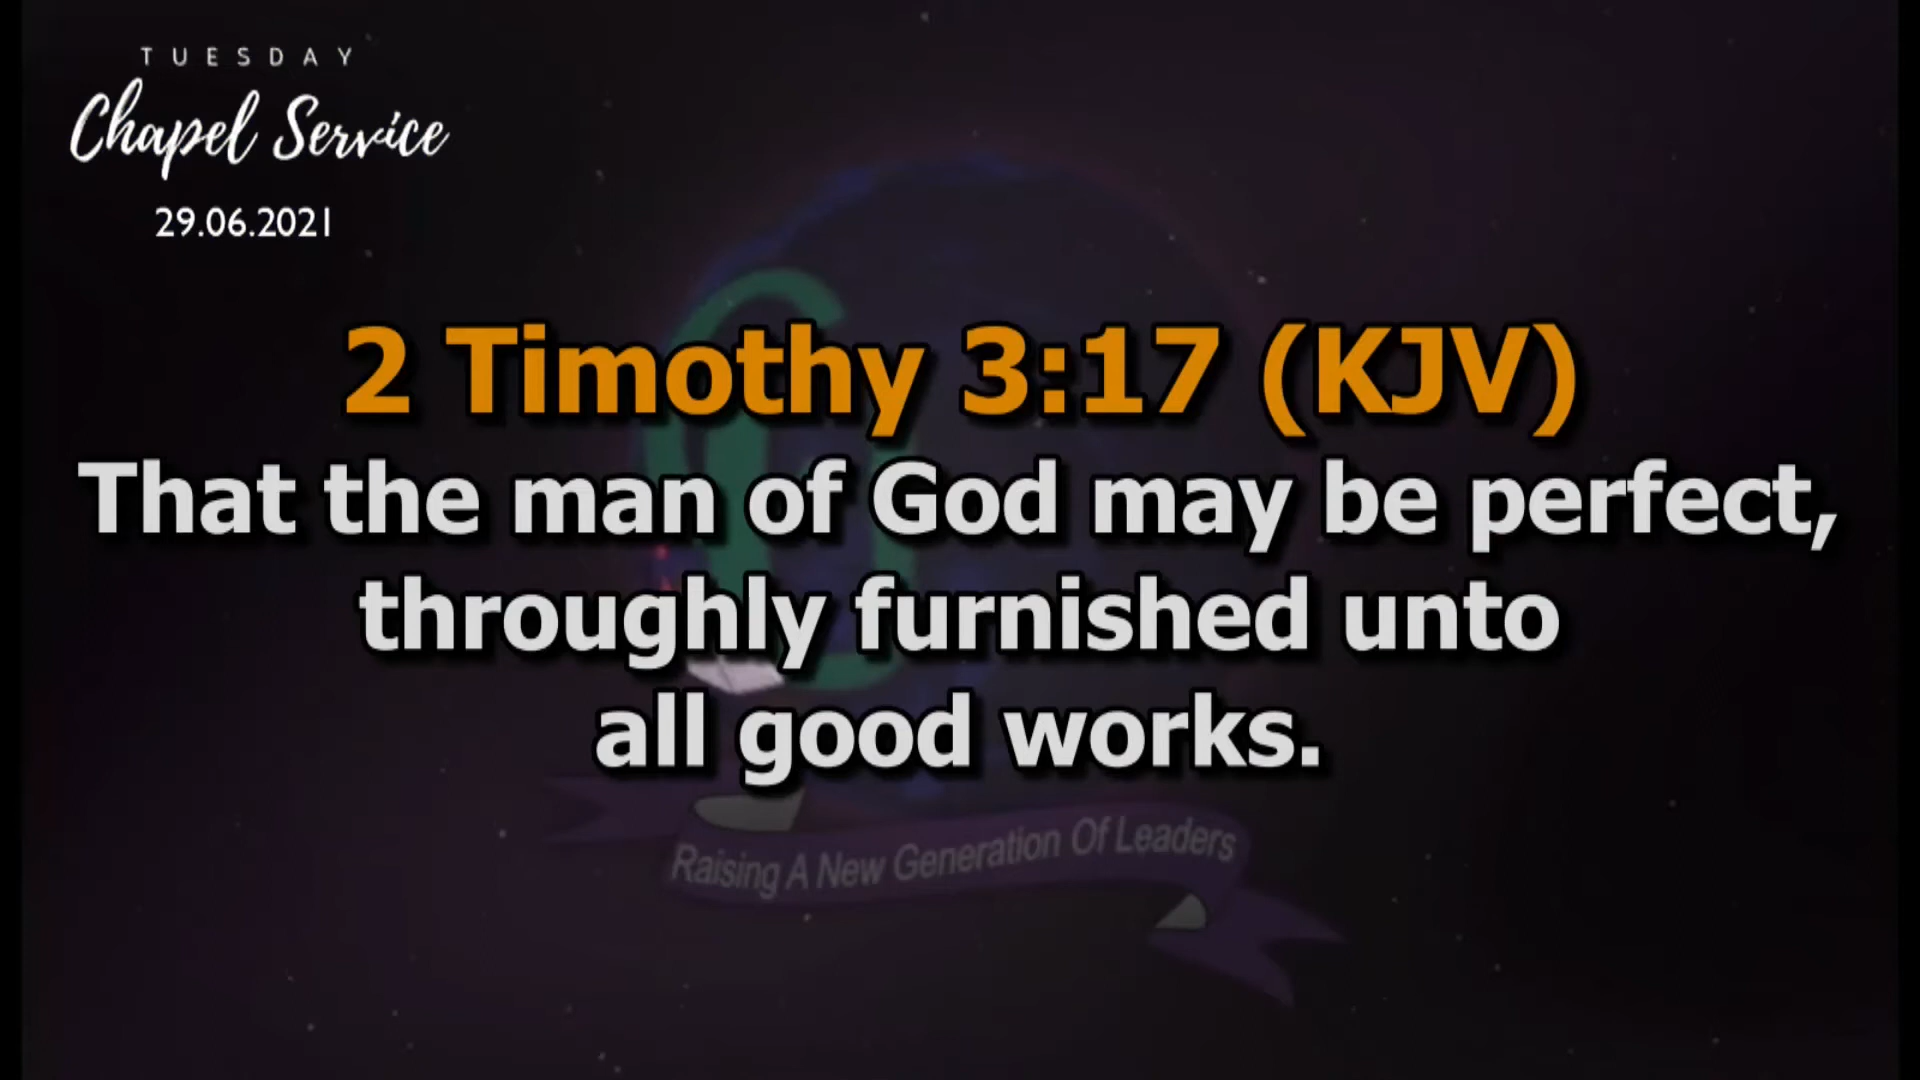 TUESDAY
Chapel Service
29.06.2021
2 Timothy 3:17 (KJV)
That the man of God may be perfect,
throughly furnished unto
all good works.
Raising A New Generation Of Leaders